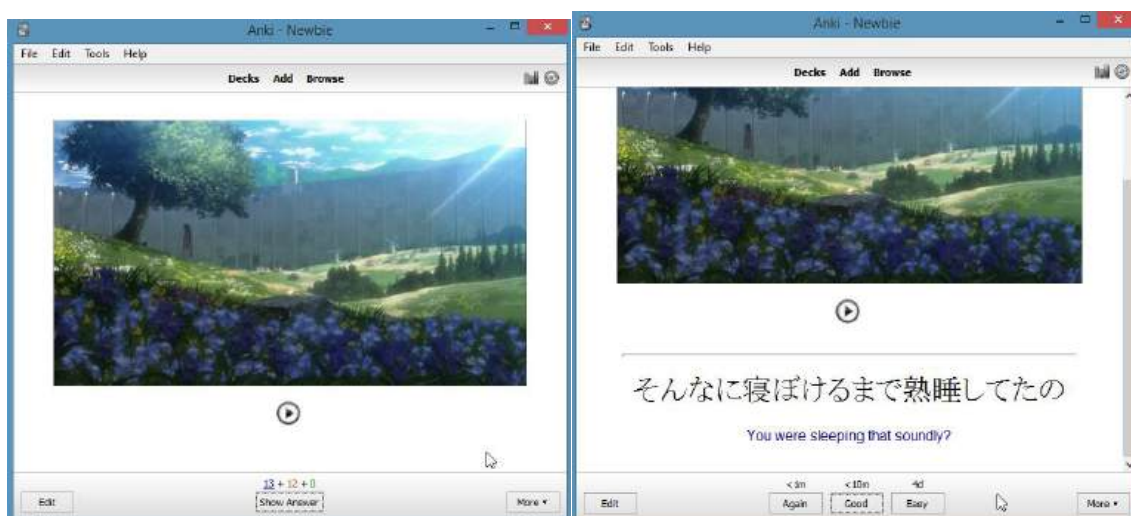 Anki - Newbie
File Edit Tools Help
Decks Add Browse
13 + 12 + 0
Edit
Show Answer
More
Anki - Newbie
File Edit Tools Help
Decks Add Browse
そんなに寝ぼけるまで熟睡してたの
You were sleeping that soundly?
<1m <10m 4d
Edit
Again Good Easy
More